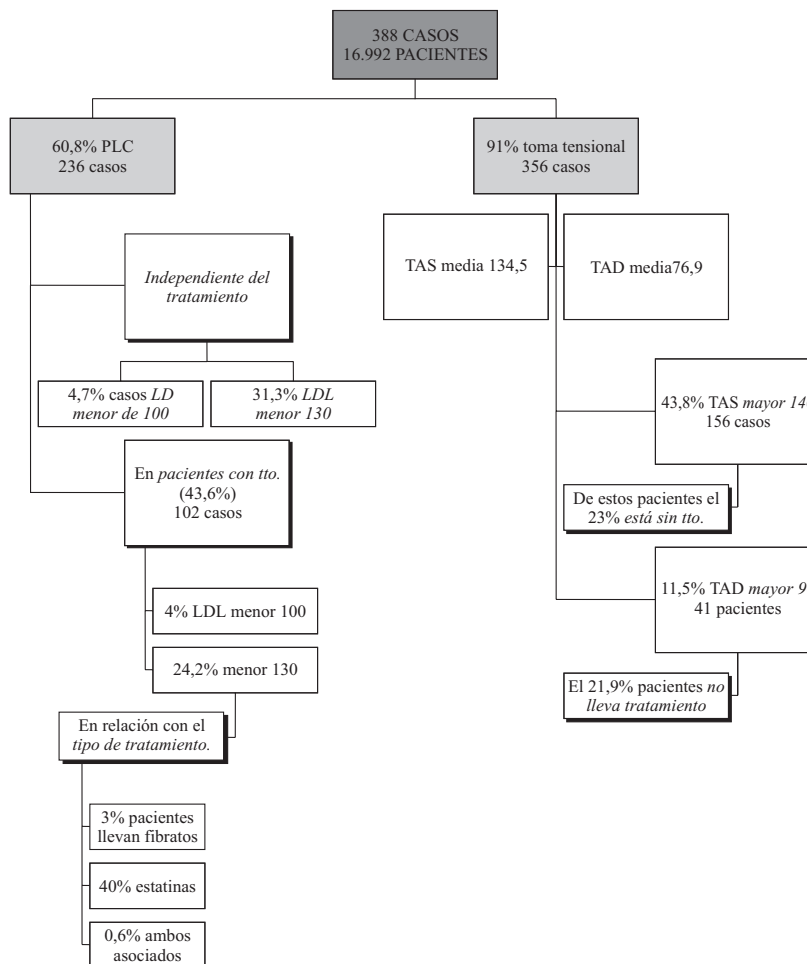 388 CASOS
16.992 PACIENTES
60,8% PLC
236 casos
91% toma tensional
356 casos
TAS media 134,5
TAD media76,9
Independiente del
tratamiento
4,7% casos LD
menor de 100
31,3% LDL
menor 130
43,8% TAS mayor 14
156 casos
En pacientes con tto.
(43,6%)
102 casos
De estos pacientes el
23% está sin tto.
11,5% TAD mayor 9
41 pacientes
4% LDL menor 100
24,2% menor 130
El 21,9% pacientes no
lleva tratamiento
En relación con el
tipo de tratamiento.
3% pacientes
llevan fibratos
40% estatinas
0,6% ambos
asociados